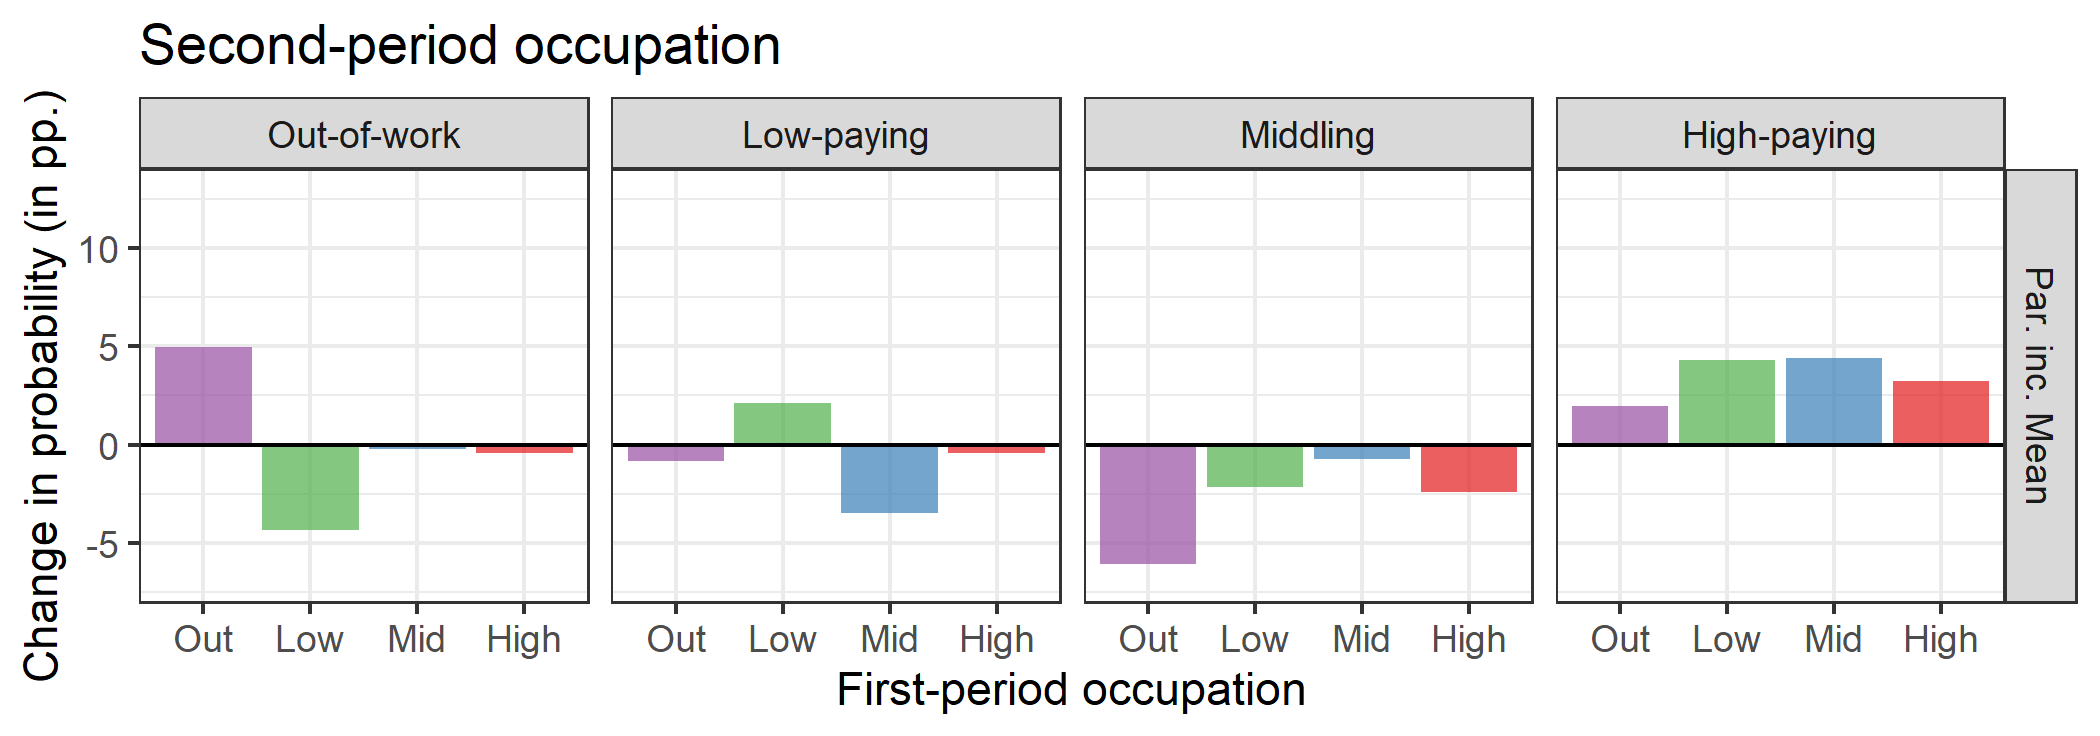 Second-period occupation
Out-of-work
Low-paying
Middling
High-paying
Change in probability (in pp.)
10
5
0
-5
Par. inc. Mean
Out Low Mid High
Out Low Mid High
Out Low Mid High
Out Low Mid High
First-period occupation